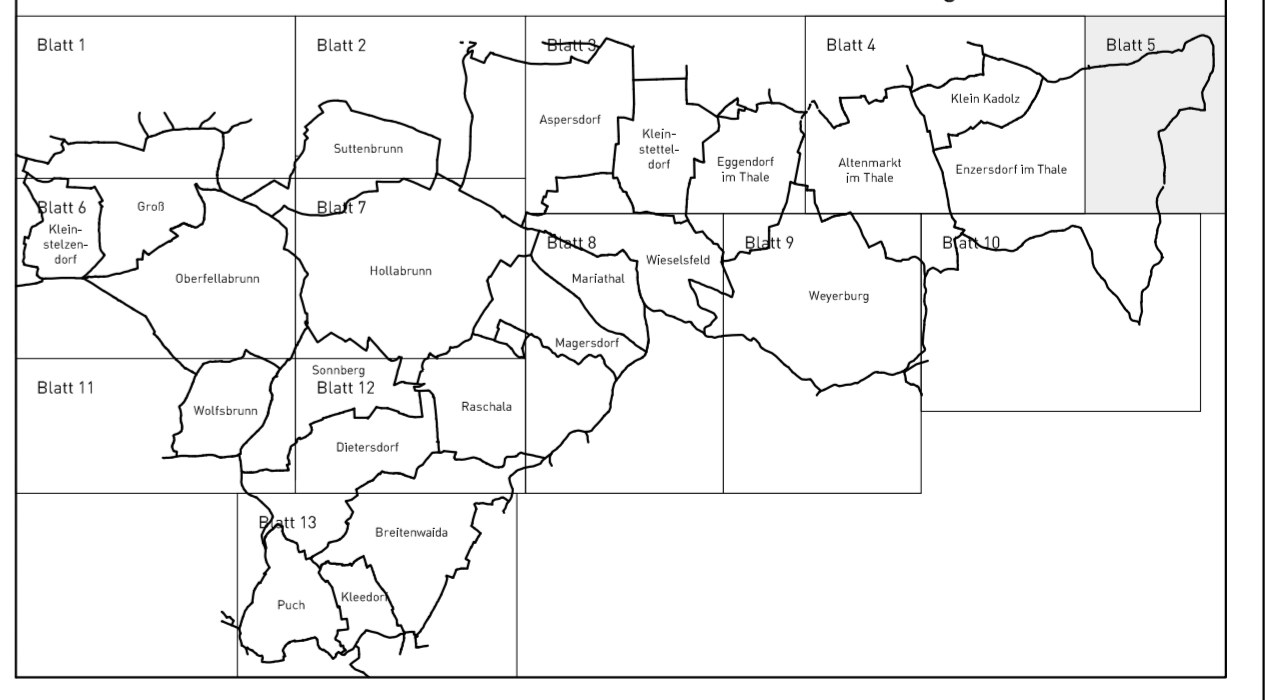 Blatt 1
Blatt 2
Blatt 3
Blatt 4
Blatt 5
Klein Kadolz
Aspersdorf
Suttenbrunn
Klein-
stettel-
dorf
Eggendorf
im Thale
Altenmarkt
im Thale
Enzersdorf im Thale
Blatt 6
Groß
Blatt 7
Klein-
stelzen-
dorf
Blatt 8
Blatt 9
Blatt 10
Oberfellabrunn
Hollabrunn
Mariathal
Wieselsfeld
Weyerburg
Magersdorf
Sonnberg
Blatt 11
Blatt 12
Wolfsbrunn
Raschala
Dietersdorf
Blatt 13
Breitenwaida
Puch
Kleedorf